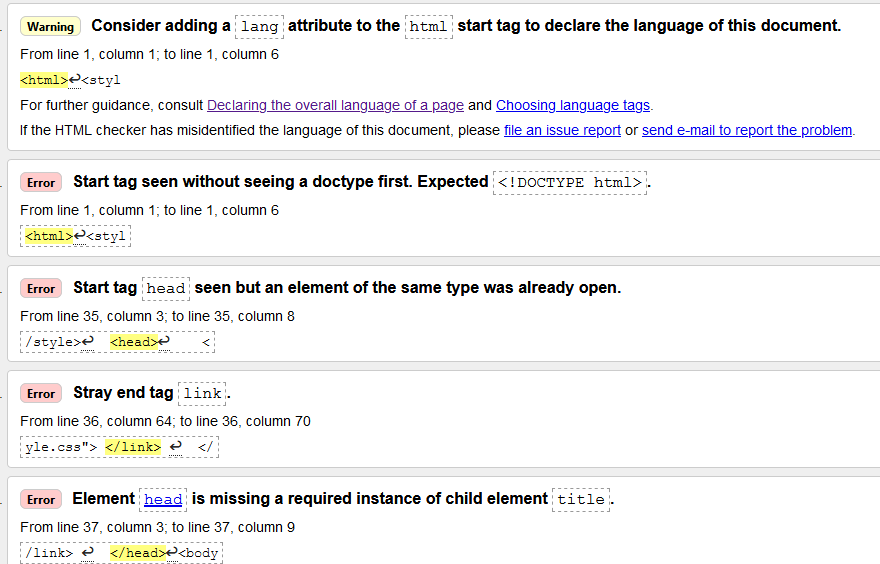 Warning Consider adding a lang attribute to the html start tag to declare the language of this document.
From line 1, column 1; to line 1, column 6
<html>↩<styl
For further guidance, consult Declaring the overall language of a page and Choosing language tags.
If the HTML checker has misidentified the language of this document, please file an issue report or send e-mail to report the problem.
Error Start tag seen without seeing a doctype first. Expected <!DOCTYPE html>.
From line 1, column 1; to line 1, column 6
<html>↩<styl
Error Start tag head seen but an element of the same type was already open.
From line 35, column 3; to line 35, column 8
/style>↩  <head>↩    <
Error Stray end tag link.
From line 36, column 64; to line 36, column 70
yle.css"> </link> ↩  </
Error Element head is missing a required instance of child element title.
From line 37, column 3; to line 37, column 9
/link> ↩  </head>↩<body